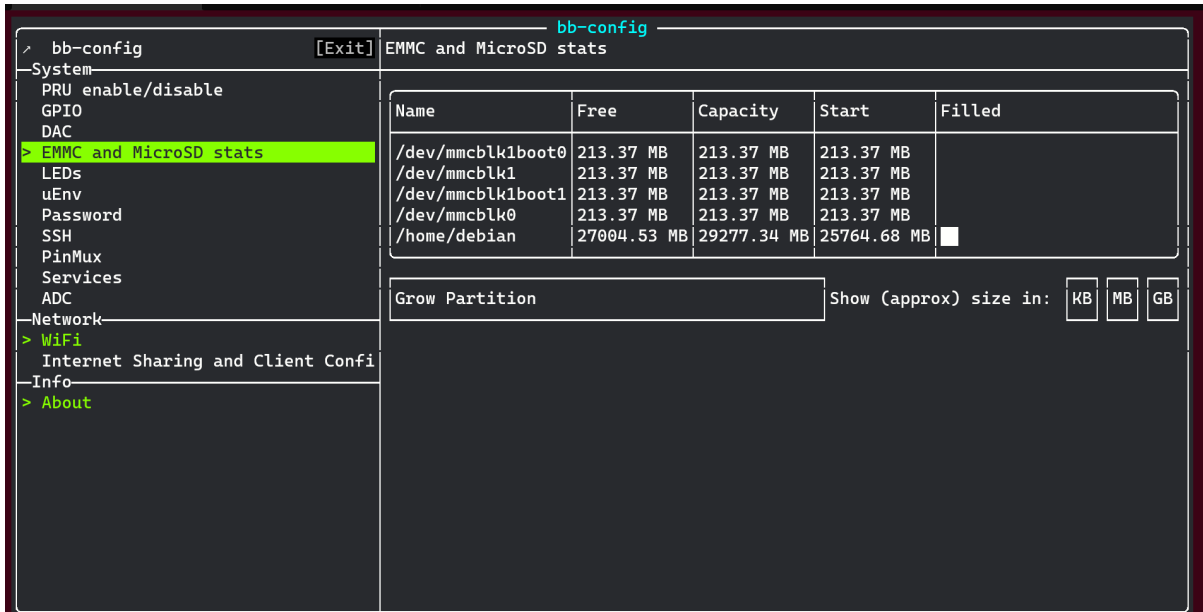 bb-config
↗ bb-config [Exit]
System
PRU enable/disable
GPIO
DAC
> EMMC and MicroSD stats
LEDs
uEnv
Password
SSH
PinMux
Services
ADC
Network
> WiFi
Internet Sharing and Client Confi
Info
> About
EMMC and MicroSD stats
Name Free Capacity Start Filled
/dev/mmcblk1boot0 213.37 MB 213.37 MB 213.37 MB
/dev/mmcblk1 213.37 MB 213.37 MB 213.37 MB
/dev/mmcblk1boot1 213.37 MB 213.37 MB 213.37 MB
/dev/mmcblk0 213.37 MB 213.37 MB 213.37 MB
/home/debian 27004.53 MB 29277.34 MB 25764.68 MB
Grow Partition Show (approx) size in: KB MB GB